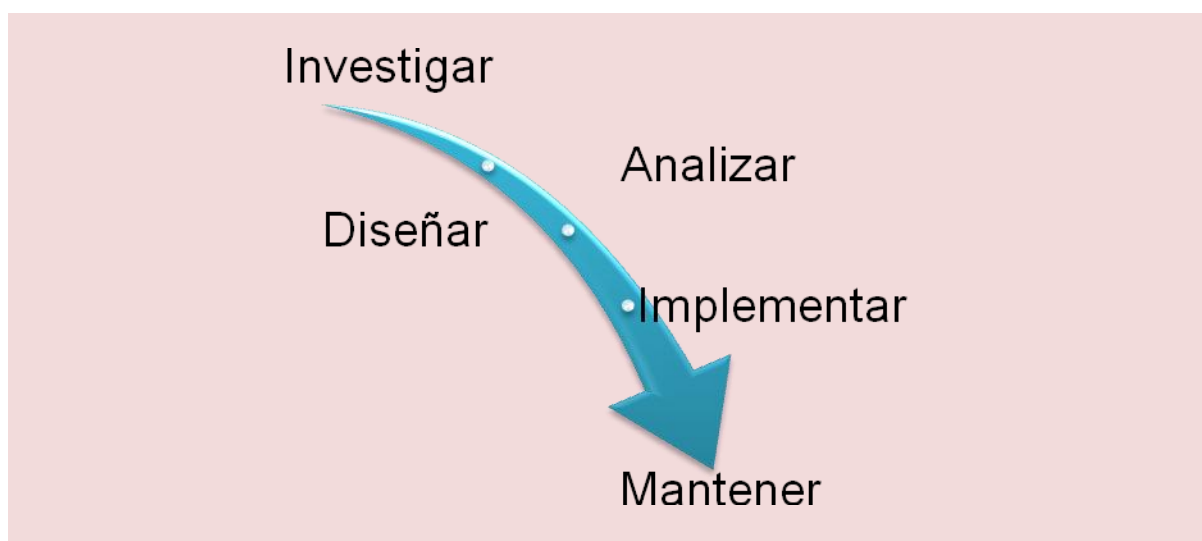 Investigar
Analizar
Diseñar
Implementar
Mantener